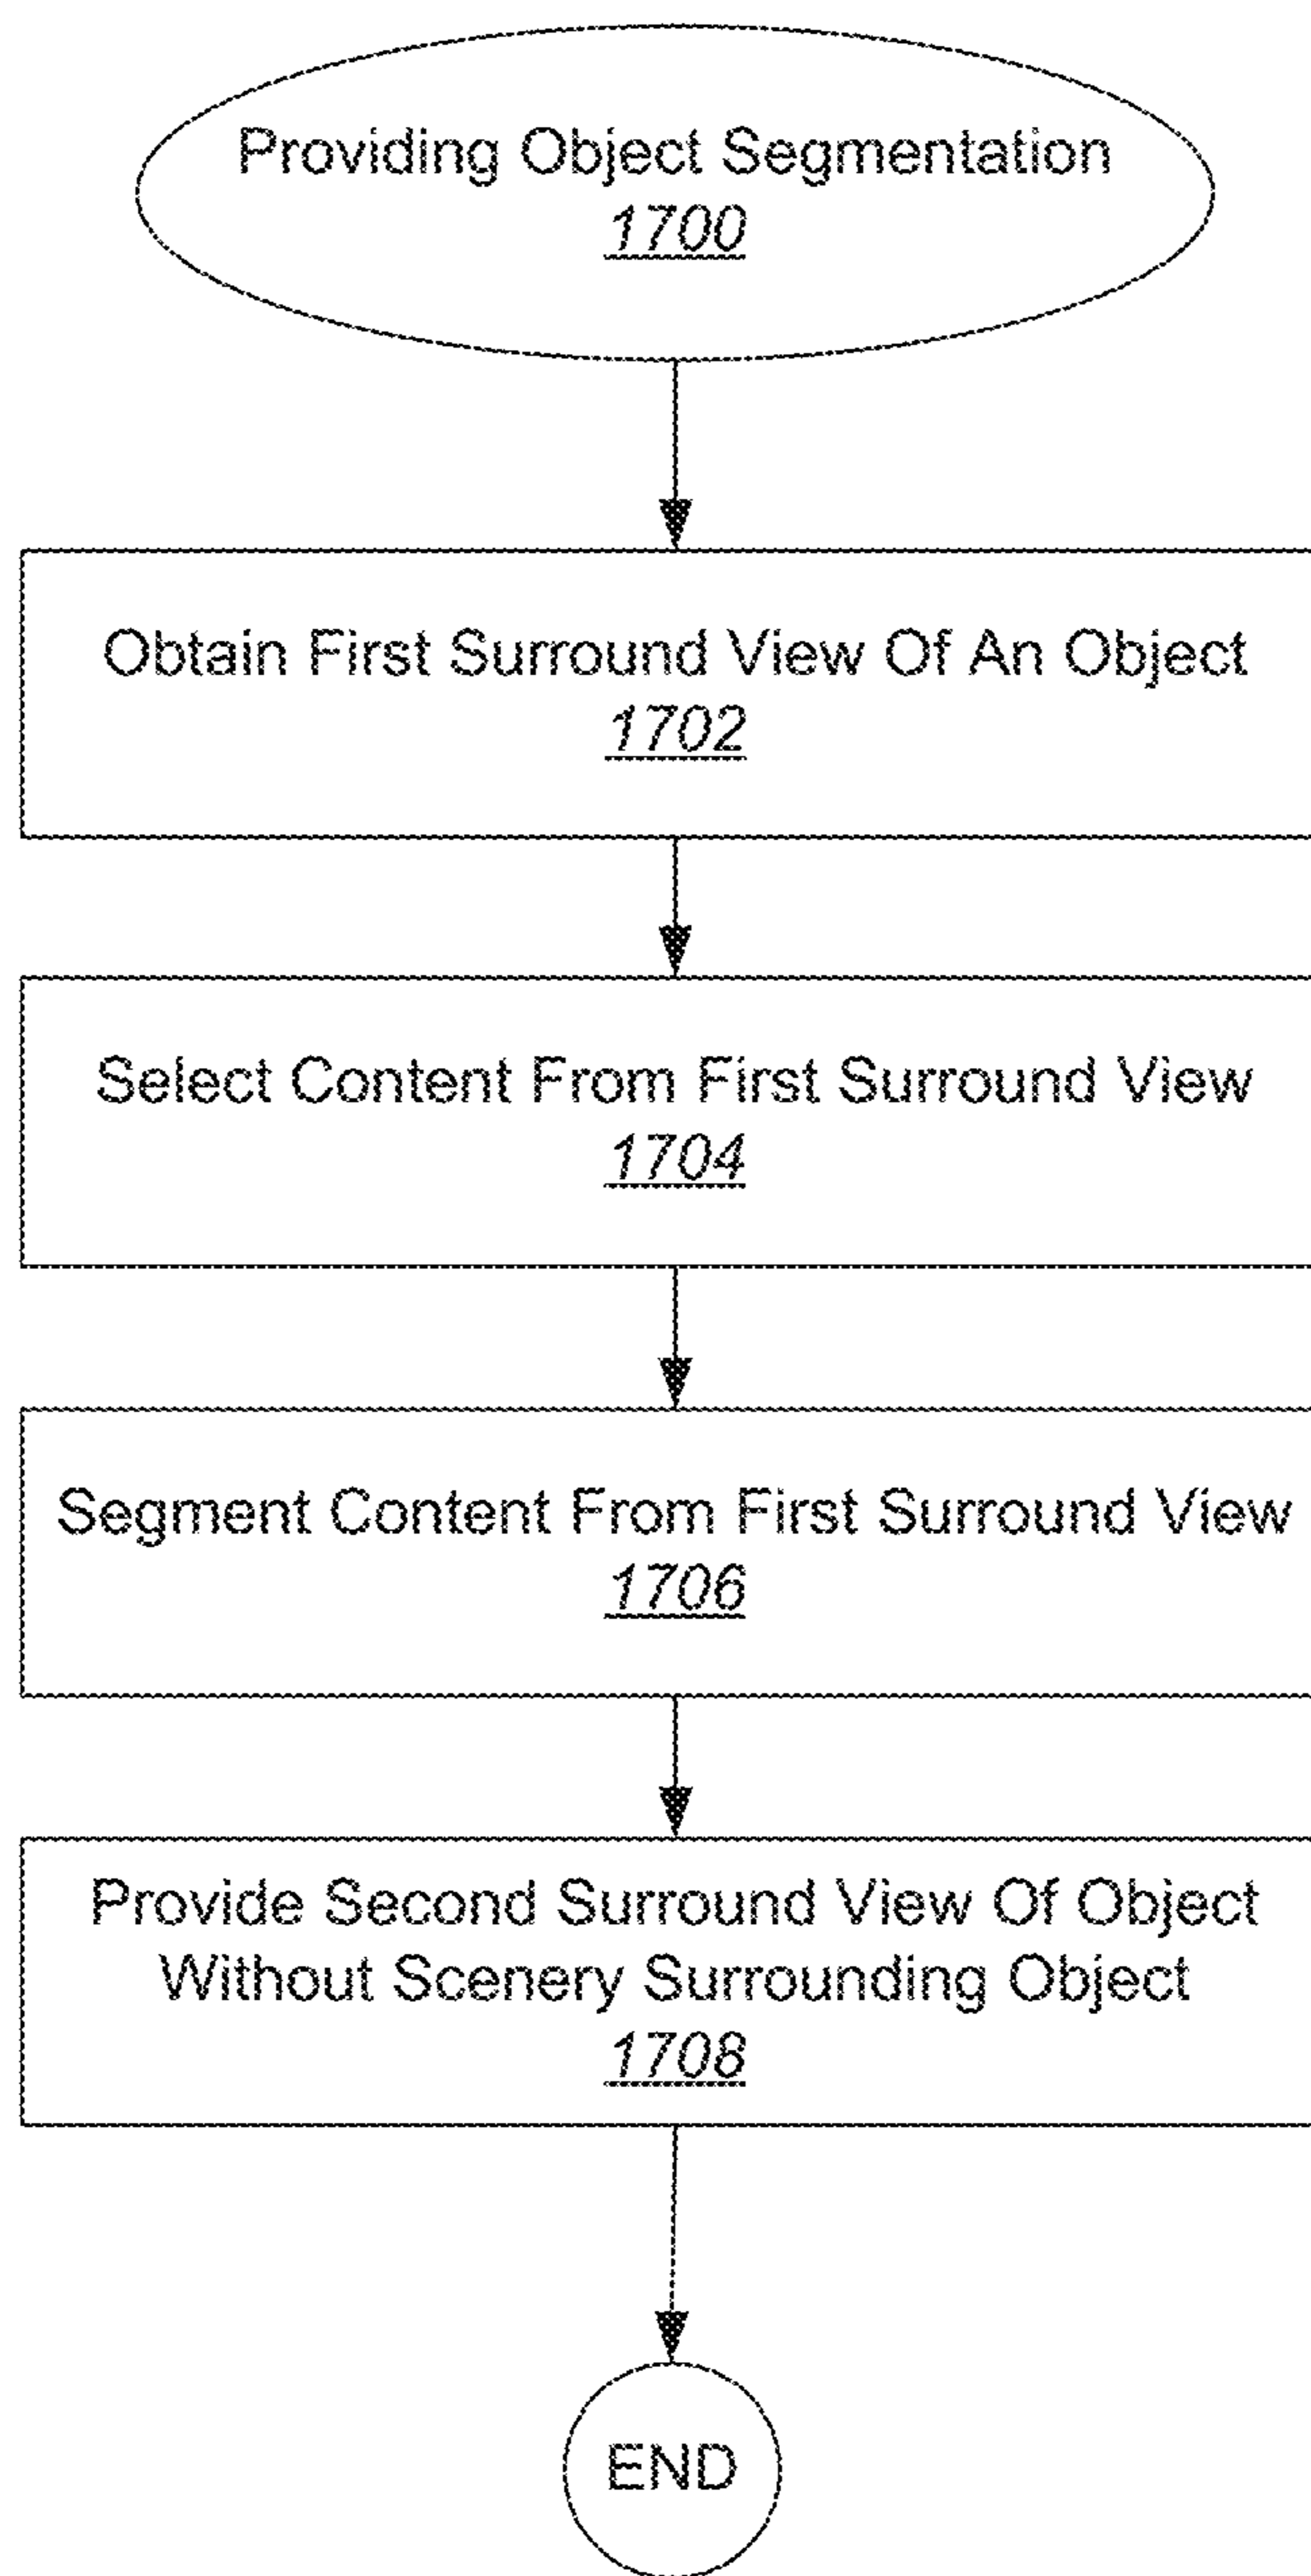 Providing Object Segmentation
1700
Obtain First Surround View Of An Object
1702
Select Content From First Surround View
1704
Segment Content From First Surround View
1706
Provide Second Surround View Of Object
Without Scenery Surrounding Object
1708
END